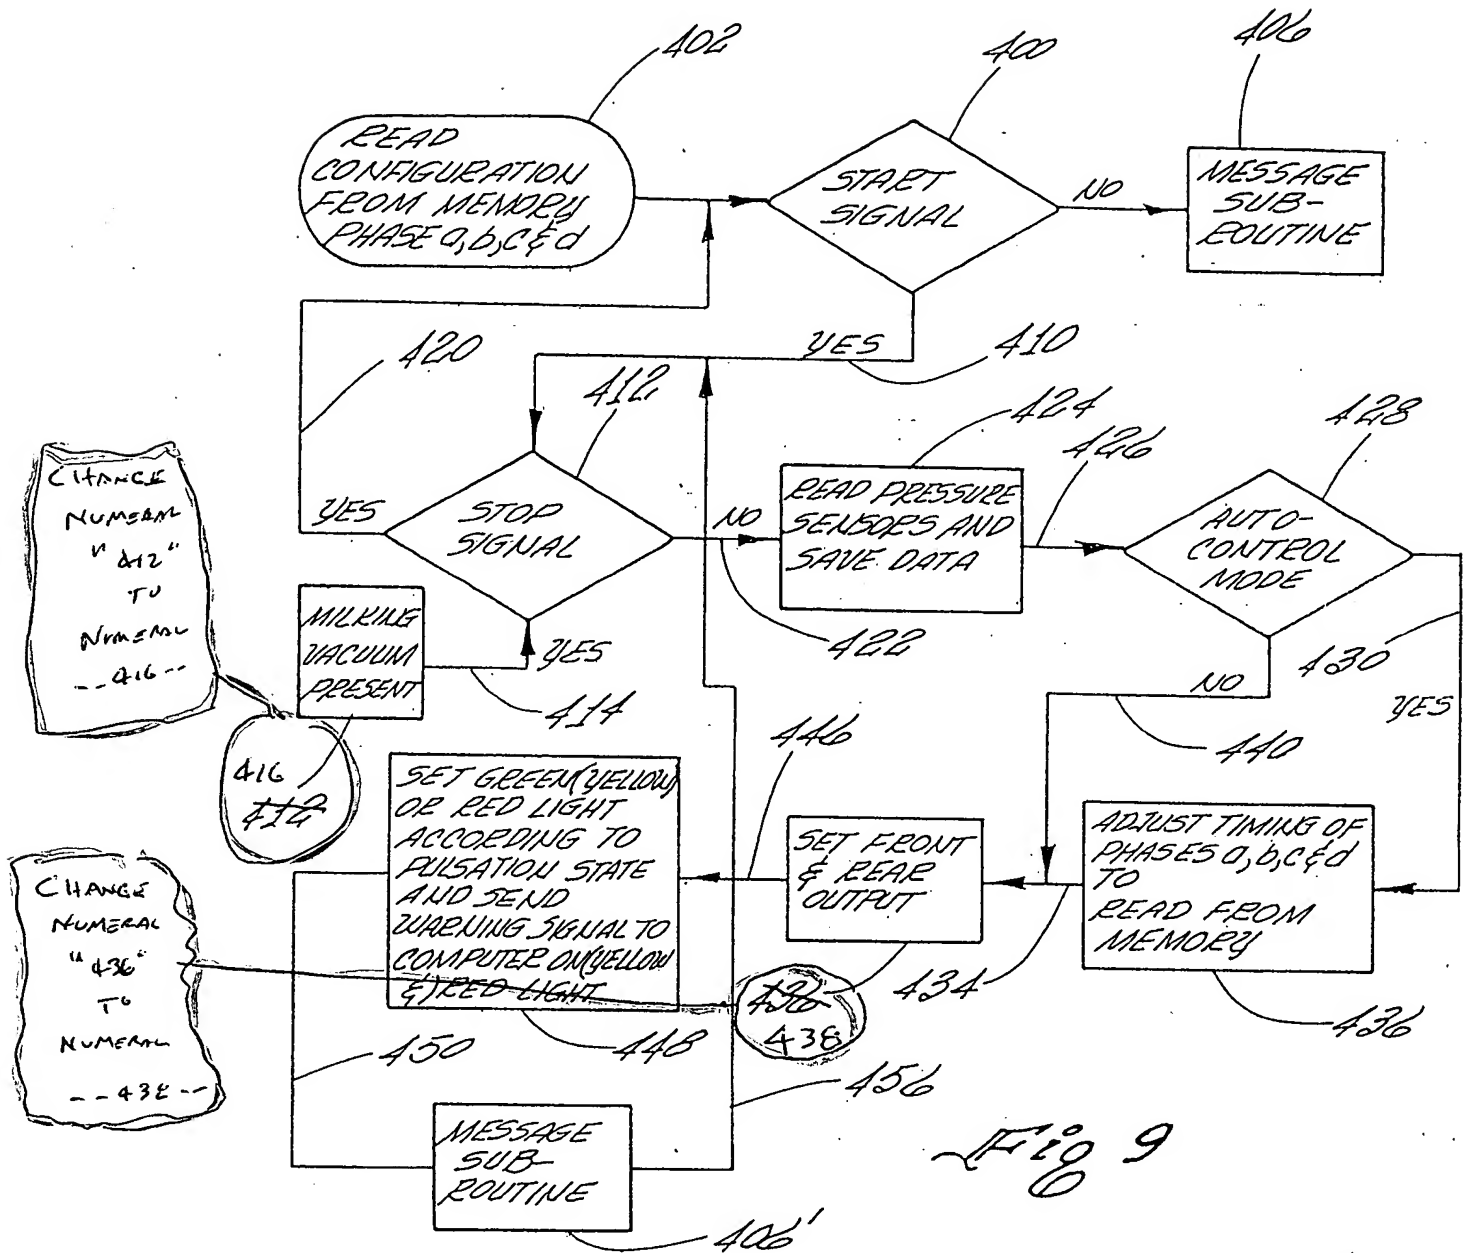 402
400
406
READ
CONFIGURATION
FROM MEMORY
PHASE a, b, c & d
START
SIGNAL
NO
MESSAGE
SUB-
ROUTINE
YES
410
420
412
424
426
428
CHANGE
NUMERAL
"412"
TO
NUMERAL
--416--
YES
STOP
SIGNAL
NO
READ PRESSURE
SENSORS AND
SAVE DATA
AUTO-
CONTROL
MODE
422
430
MILKING
VACUUM
PRESENT
YES
414
NO
YES
440
446
416
412
SET GREEN(YELLOW)
OR RED LIGHT
ACCORDING TO
PULSATION STATE
AND SEND
WARNING SIGNAL TO
COMPUTER ON(YELLOW
&)RED LIGHT
SET FRONT
& REAR
OUTPUT
ADJUST TIMING OF
PHASES a, b, c & d
TO
READ FROM
MEMORY
CHANGE
NUMERAL
"436"
TO
NUMERAL
--438--
436
438
434
436
450
448
456
MESSAGE
SUB-
ROUTINE
406'
Fig 9